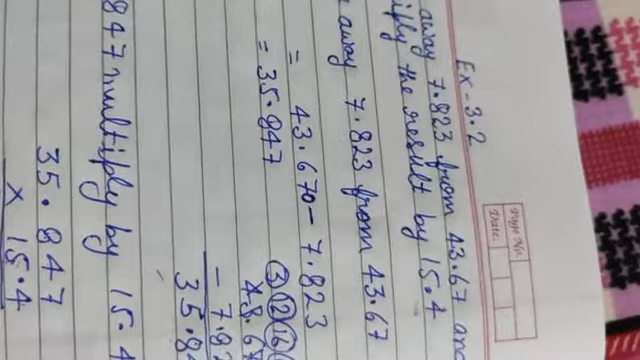 Ex-3.2
Page No.
Date:
away 7.823 from 43.67 and
the result by 15.4
away 7.823 from 43.67
= 43.670 - 7.823
= 35.847
- 7.82
35.84
847 multiply by 15.4
35.847
× 15.4